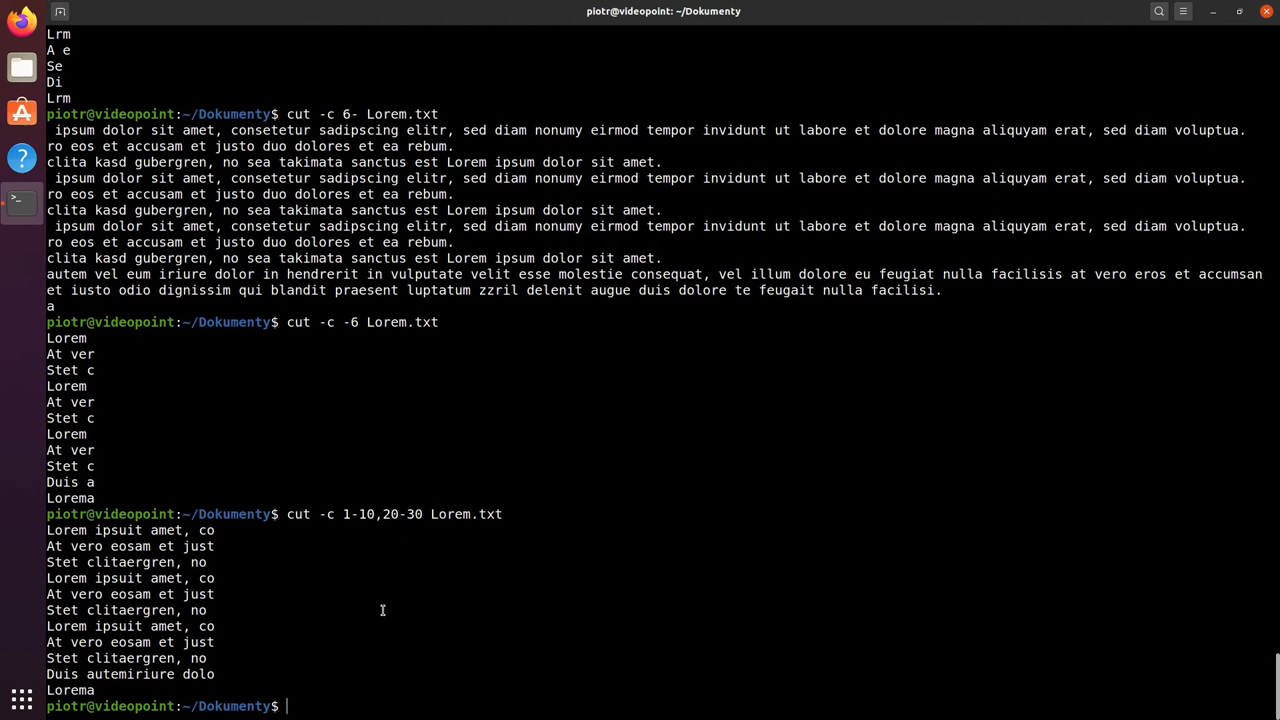 piotr@videopoint: ~/Dokumenty
Lrm
A e
Se
Di
Lrm
piotr@videopoint:~/Dokumenty$ cut -c 6- Lorem.txt
 ipsum dolor sit amet, consetetur sadipscing elitr, sed diam nonumy eirmod tempor invidunt ut labore et dolore magna aliquyam erat, sed diam voluptua.
ro eos et accusam et justo duo dolores et ea rebum.
clita kasd gubergren, no sea takimata sanctus est Lorem ipsum dolor sit amet.
 ipsum dolor sit amet, consetetur sadipscing elitr, sed diam nonumy eirmod tempor invidunt ut labore et dolore magna aliquyam erat, sed diam voluptua.
ro eos et accusam et justo duo dolores et ea rebum.
clita kasd gubergren, no sea takimata sanctus est Lorem ipsum dolor sit amet.
 ipsum dolor sit amet, consetetur sadipscing elitr, sed diam nonumy eirmod tempor invidunt ut labore et dolore magna aliquyam erat, sed diam voluptua.
ro eos et accusam et justo duo dolores et ea rebum.
clita kasd gubergren, no sea takimata sanctus est Lorem ipsum dolor sit amet.
autem vel eum iriure dolor in hendrerit in vulputate velit esse molestie consequat, vel illum dolore eu feugiat nulla facilisis at vero eros et accumsan
et iusto odio dignissim qui blandit praesent luptatum zzril delenit augue duis dolore te feugait nulla facilisi.
a
piotr@videopoint:~/Dokumenty$ cut -c -6 Lorem.txt
Lorem
At ver
Stet c
Lorem
At ver
Stet c
Lorem
At ver
Stet c
Duis a
Lorema
piotr@videopoint:~/Dokumenty$ cut -c 1-10,20-30 Lorem.txt
Lorem ipsuit amet, co
At vero eosam et just
Stet clitaergren, no
Lorem ipsuit amet, co
At vero eosam et just
Stet clitaergren, no
Lorem ipsuit amet, co
At vero eosam et just
Stet clitaergren, no
Duis autemiriure dolo
Lorema
piotr@videopoint:~/Dokumenty$